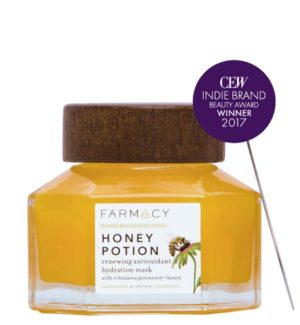 CEW
INDIE BRAND
BEAUTY AWARD
WINNER
2017
FARMACY
HONEY
POTION
renewing antioxidant
hydration mask
with echinacea greenenvy™ honey